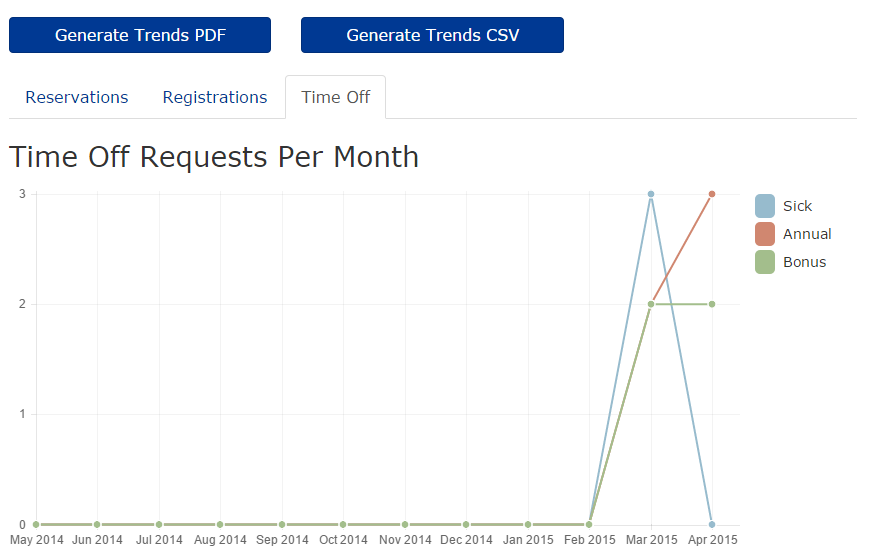 Generate Trends PDF Generate Trends CSV
Reservations Registrations Time Off
Time Off Requests Per Month
3
2
1
0
May 2014 Jun 2014 Jul 2014 Aug 2014 Sep 2014 Oct 2014 Nov 2014 Dec 2014 Jan 2015 Feb 2015 Mar 2015 Apr 2015
Sick
Annual
Bonus